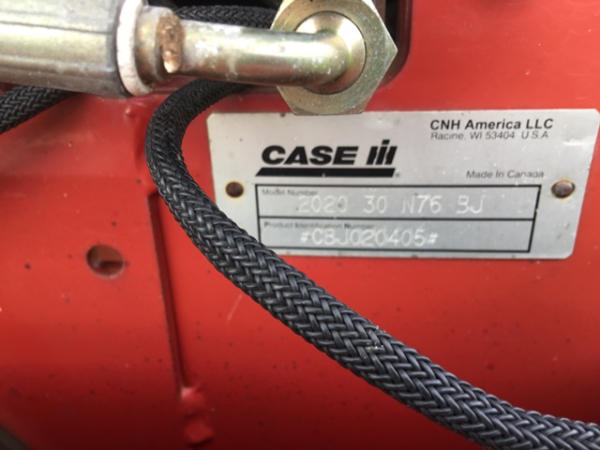 CNH America LLC
Racine, WI 53404 U.S.A
CASE IH
Made In Canada
Model Number
2020 30 N76 BJ
Product Identification Number
*CBJ020405*